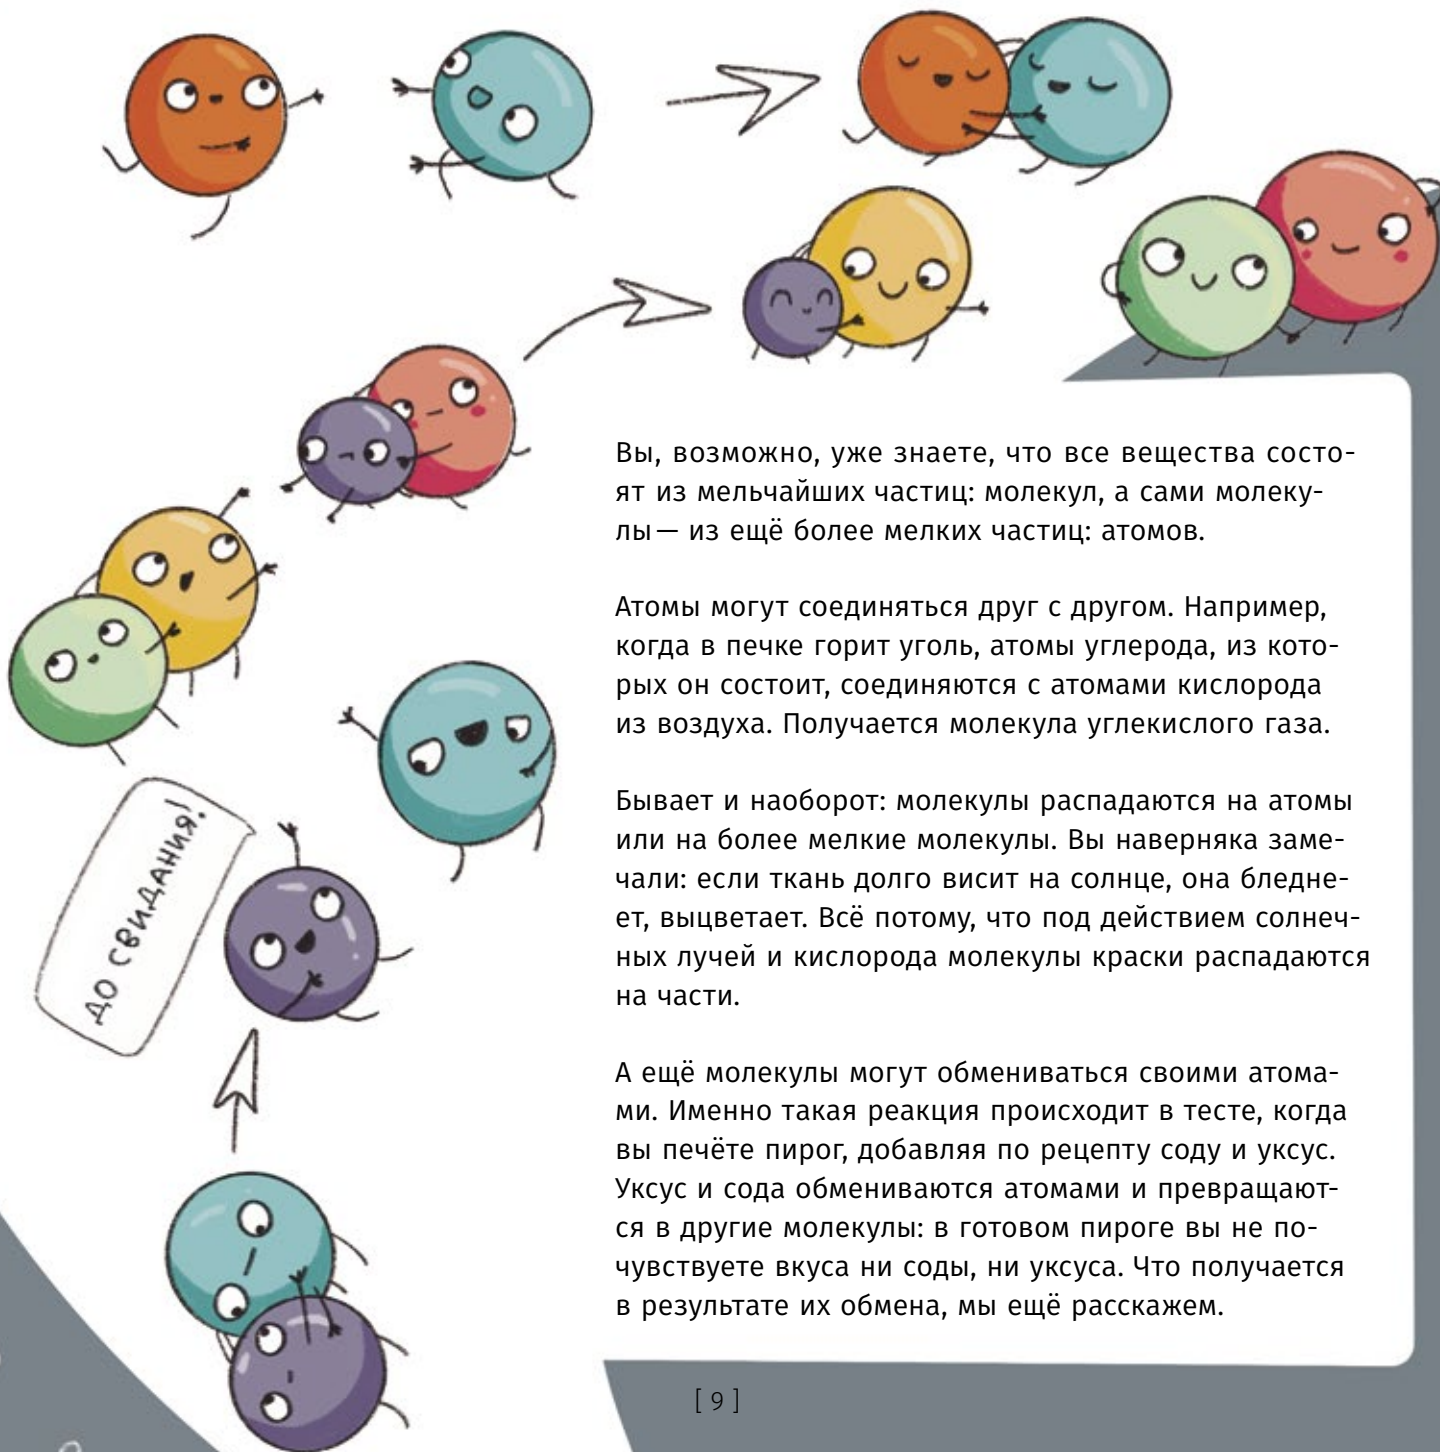 Вы, возможно, уже знаете, что все вещества состо-
ят из мельчайших частиц: молекул, а сами молеку-
лы — из ещё более мелких частиц: атомов.
Атомы могут соединяться друг с другом. Например,
когда в печке горит уголь, атомы углерода, из кото-
рых он состоит, соединяются с атомами кислорода
из воздуха. Получается молекула углекислого газа.
Бывает и наоборот: молекулы распадаются на атомы
или на более мелкие молекулы. Вы наверняка заме-
чали: если ткань долго висит на солнце, она бледне-
ет, выцветает. Всё потому, что под действием солнеч-
ных лучей и кислорода молекулы краски распадаются
на части.
А ещё молекулы могут обмениваться своими атома-
ми. Именно такая реакция происходит в тесте, когда
вы печёте пирог, добавляя по рецепту соду и уксус.
Уксус и сода обмениваются атомами и превращают-
ся в другие молекулы: в готовом пироге вы не по-
чувствуете вкуса ни соды, ни уксуса. Что получается
в результате их обмена, мы ещё расскажем.
ДО СВИДАНИЯ!
[ 9 ]